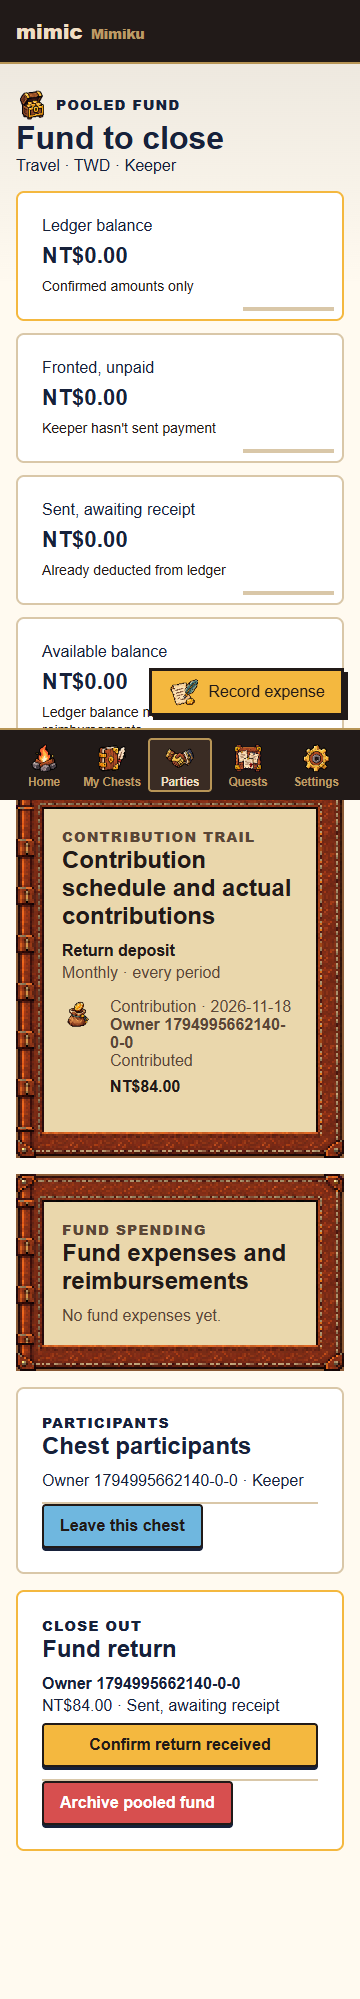 mimic Mimiku
POOLED FUND
Fund to close
Travel · TWD · Keeper
Ledger balance
NT$0.00
Confirmed amounts only
Fronted, unpaid
NT$0.00
Keeper hasn't sent payment
Sent, awaiting receipt
NT$0.00
Already deducted from ledger
Available balance
NT$0.00
Ledger balance
Record expense
Home
My Chests
Parties
Quests
Settings
CONTRIBUTION TRAIL
Contribution
schedule and actual
contributions
Return deposit
Monthly · every period
Contribution · 2026-11-18
Owner 1794995662140-
0-0
Contributed
NT$84.00
FUND SPENDING
Fund expenses and
reimbursements
No fund expenses yet.
PARTICIPANTS
Chest participants
Owner 1794995662140-0-0 · Keeper
Leave this chest
CLOSE OUT
Fund return
Owner 1794995662140-0-0
NT$84.00 · Sent, awaiting receipt
Confirm return received
Archive pooled fund